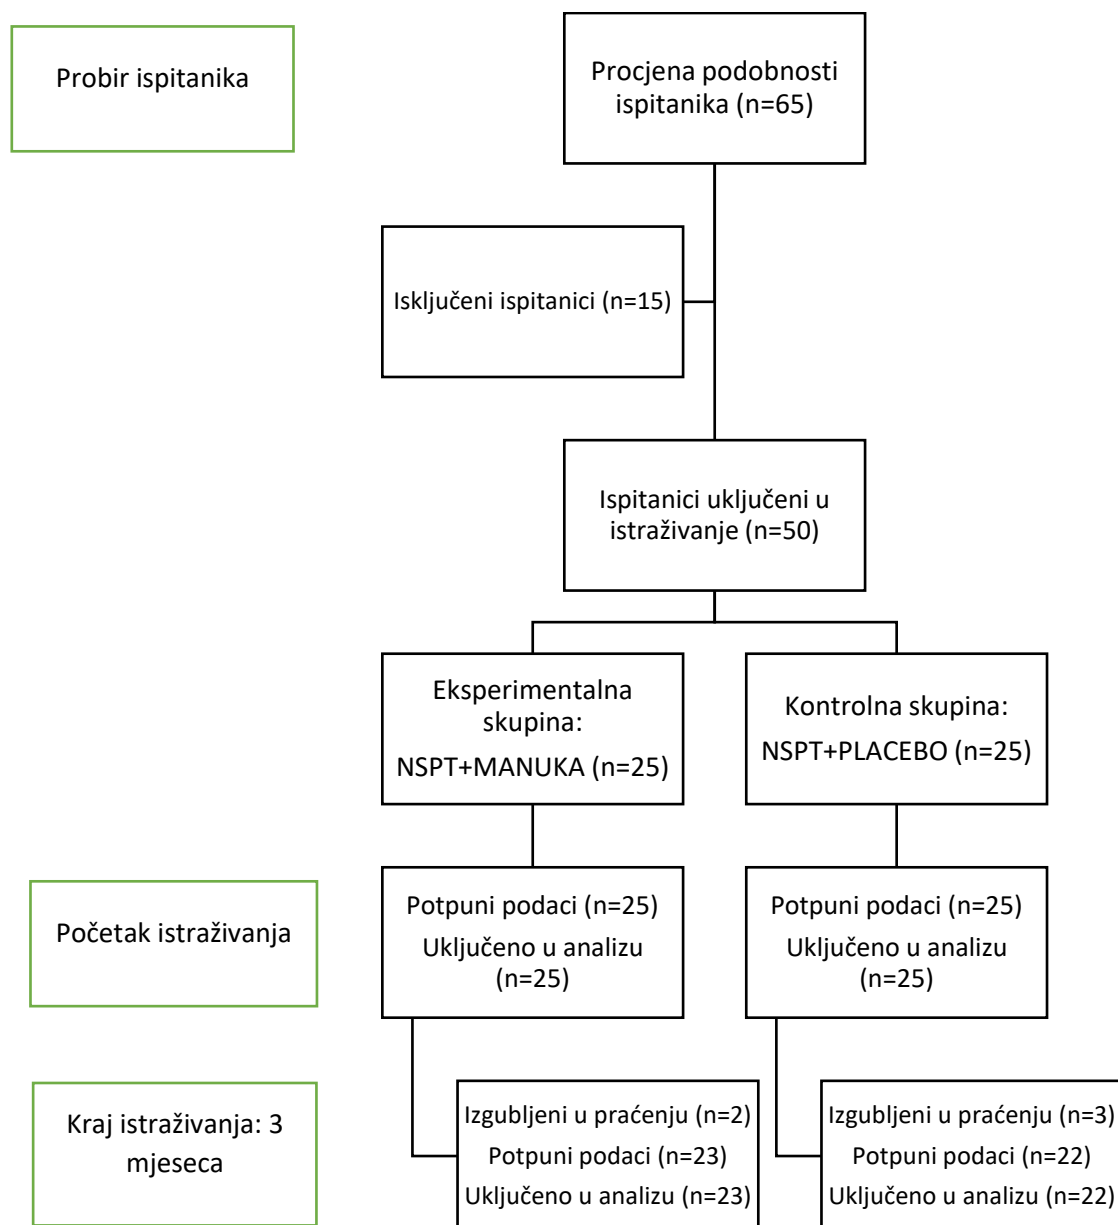 Probir ispitanika
Procjena podobnosti
ispitanika (n=65)
Isključeni ispitanici (n=15)
Ispitanici uključeni u
istraživanje (n=50)
Eksperimentalna
skupina:
NSPT+MANUKA (n=25)
Kontrolna skupina:
NSPT+PLACEBO (n=25)
Početak istraživanja
Potpuni podaci (n=25)
Uključeno u analizu
(n=25)
Potpuni podaci (n=25)
Uključeno u analizu
(n=25)
Kraj istraživanja: 3
mjeseca
Izgubljeni u praćenju (n=2)
Potpuni podaci (n=23)
Uključeno u analizu (n=23)
Izgubljeni u praćenju (n=3)
Potpuni podaci (n=22)
Uključeno u analizu (n=22)